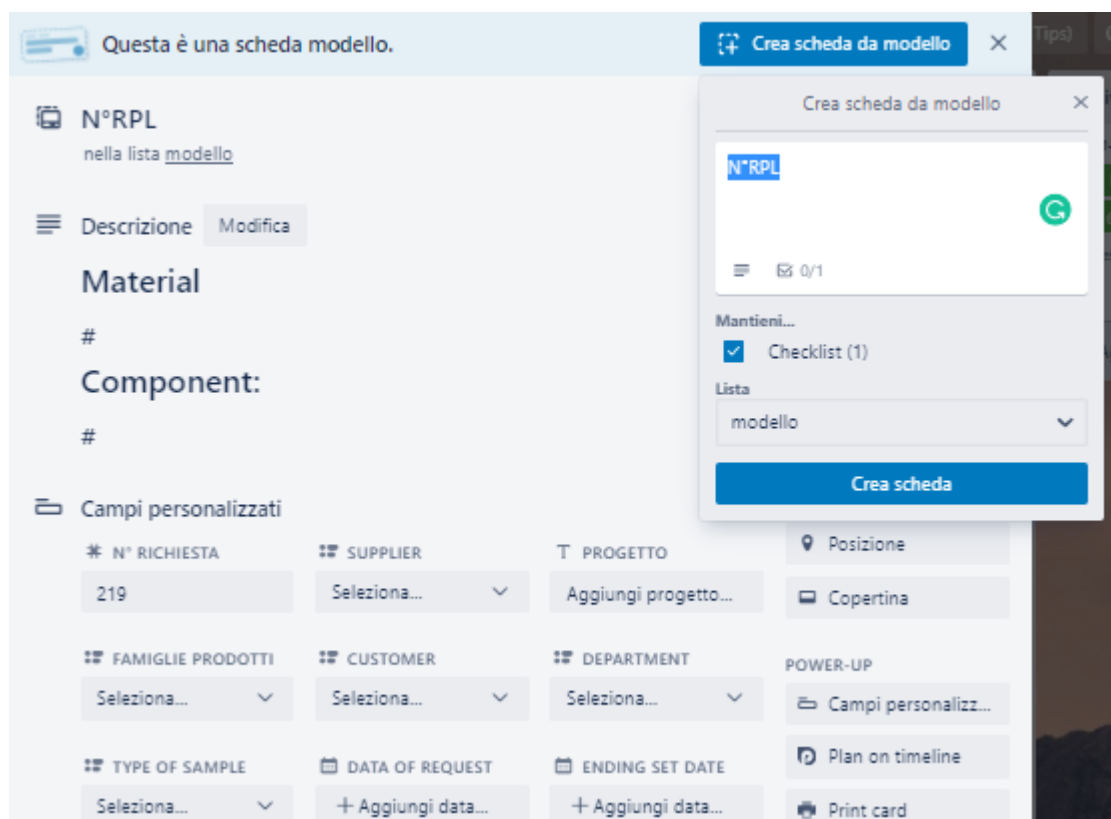 Questa è una scheda modello.
Crea scheda da modello
Tips)
N°RPL
nella lista modello
Crea scheda da modello
N°RPL
0/1
Mantieni...
Checklist (1)
Lista
modello
Crea scheda
Descrizione
Modifica
Material
#
Component:
#
Campi personalizzati
N° RICHIESTA
SUPPLIER
PROGETTO
219
Seleziona...
Aggiungi progetto...
FAMIGLIE PRODOTTI
CUSTOMER
DEPARTMENT
Seleziona...
Seleziona...
Seleziona...
TYPE OF SAMPLE
DATA OF REQUEST
ENDING SET DATE
Seleziona...
+ Aggiungi data...
+ Aggiungi data...
Posizione
Copertina
POWER-UP
Campi personalizz...
Plan on timeline
Print card